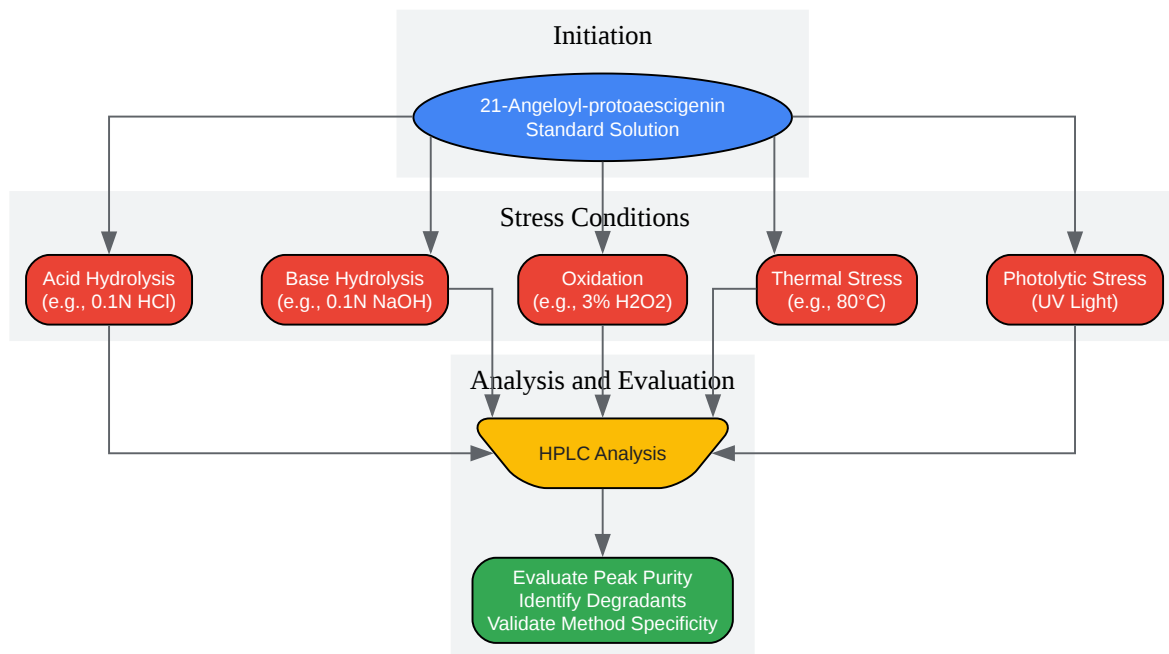 Initiation
21-Angeloyl-protoaescigenin
Standard Solution
Stress Conditions
Acid Hydrolysis
(e.g., 0.1N HCl)
Base Hydrolysis
(e.g., 0.1N NaOH)
Oxidation
(e.g., 3% H2O2)
Thermal Stress
(e.g., 80°C)
Photolytic Stress
(UV Light)
Analysis and Evaluation
HPLC Analysis
Evaluate Peak Purity
Identify Degradants
Validate Method Specificity